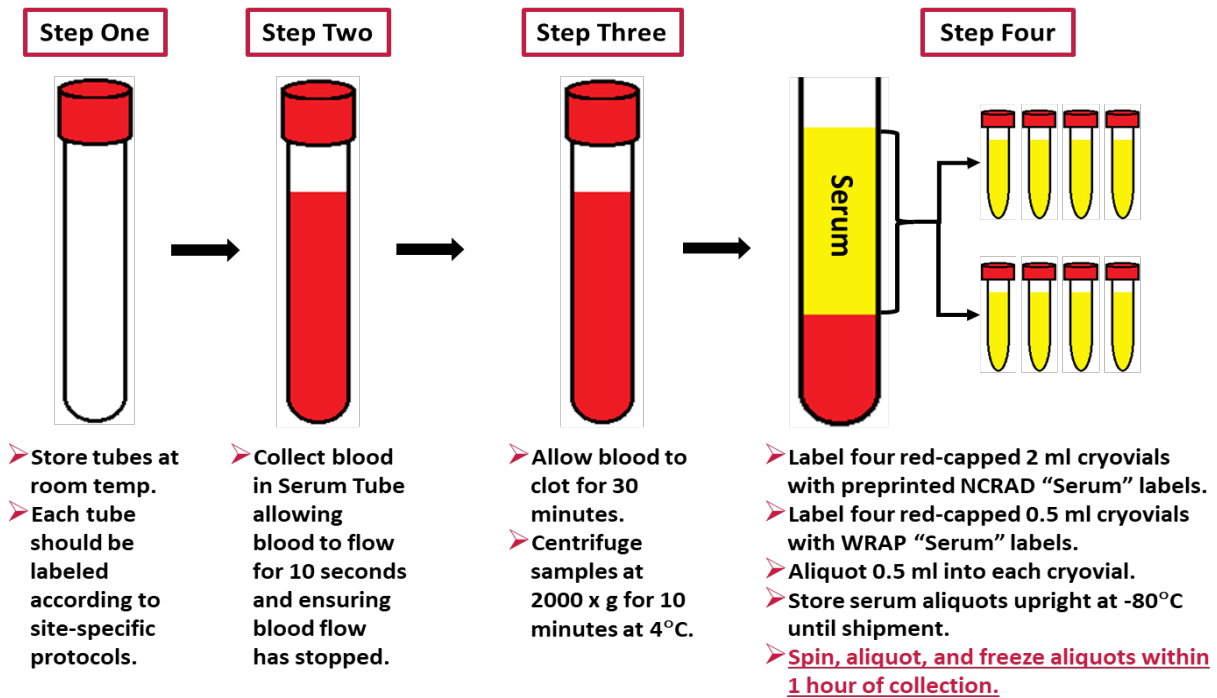 Step One
Step Two
Step Three
Step Four
Serum
➢Store tubes at
room temp.
➢Each tube
should be
labeled
according to
site-specific
protocols.
➢Collect blood
in Serum Tube
allowing
blood to flow
for 10 seconds
and ensuring
blood flow
has stopped.
➢Allow blood to
clot for 30
minutes.
➢Centrifuge
samples at
2000 x g for 10
minutes at 4°C.
➢Label four red-capped 2 ml cryovials
with preprinted NCRAD “Serum” labels.
➢Label four red-capped 0.5 ml cryovials
with WRAP “Serum” labels.
➢Aliquot 0.5 ml into each cryovial.
➢Store serum aliquots upright at -80°C
until shipment.
➢Spin, aliquot, and freeze aliquots within
1 hour of collection.